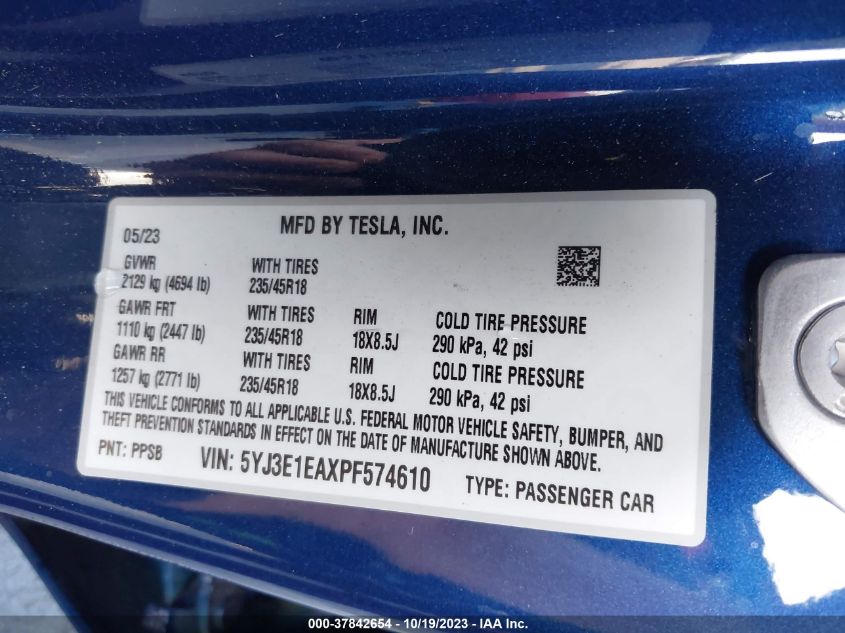 MFD BY TESLA, INC.
05/23
GVWR WITH TIRES
2129 kg (4694 lb) 235/45R18
GAWR FRT WITH TIRES RIM COLD TIRE PRESSURE
1110 kg (2447 lb) 235/45R18 18X8.5J 290 kPa, 42 psi
GAWR RR WITH TIRES RIM COLD TIRE PRESSURE
1257 kg (2771 lb) 235/45R18 18X8.5J 290 kPa, 42 psi
THIS VEHICLE CONFORMS TO ALL APPLICABLE U.S. FEDERAL MOTOR VEHICLE SAFETY, BUMPER, AND
THEFT PREVENTION STANDARDS IN EFFECT ON THE DATE OF MANUFACTURE SHOWN ABOVE.
PNT: PPSB VIN: 5YJ3E1EAXPF574610 TYPE: PASSENGER CAR
000-37842654 - 10/19/2023 - IAAI.COM